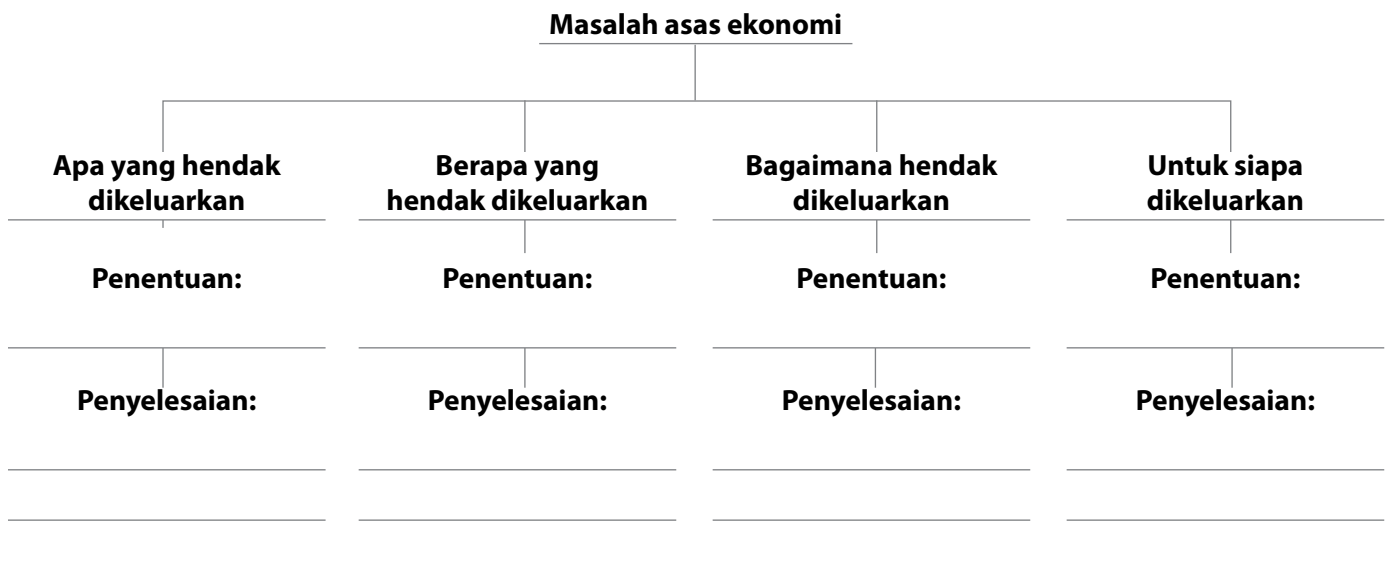 Masalah asas ekonomi
Apa yang hendak
dikeluarkan
Berapa yang
hendak dikeluarkan
Bagaimana hendak
dikeluarkan
Untuk siapa
dikeluarkan
Penentuan:
Penentuan:
Penentuan:
Penentuan:
Penyelesaian:
Penyelesaian:
Penyelesaian:
Penyelesaian: